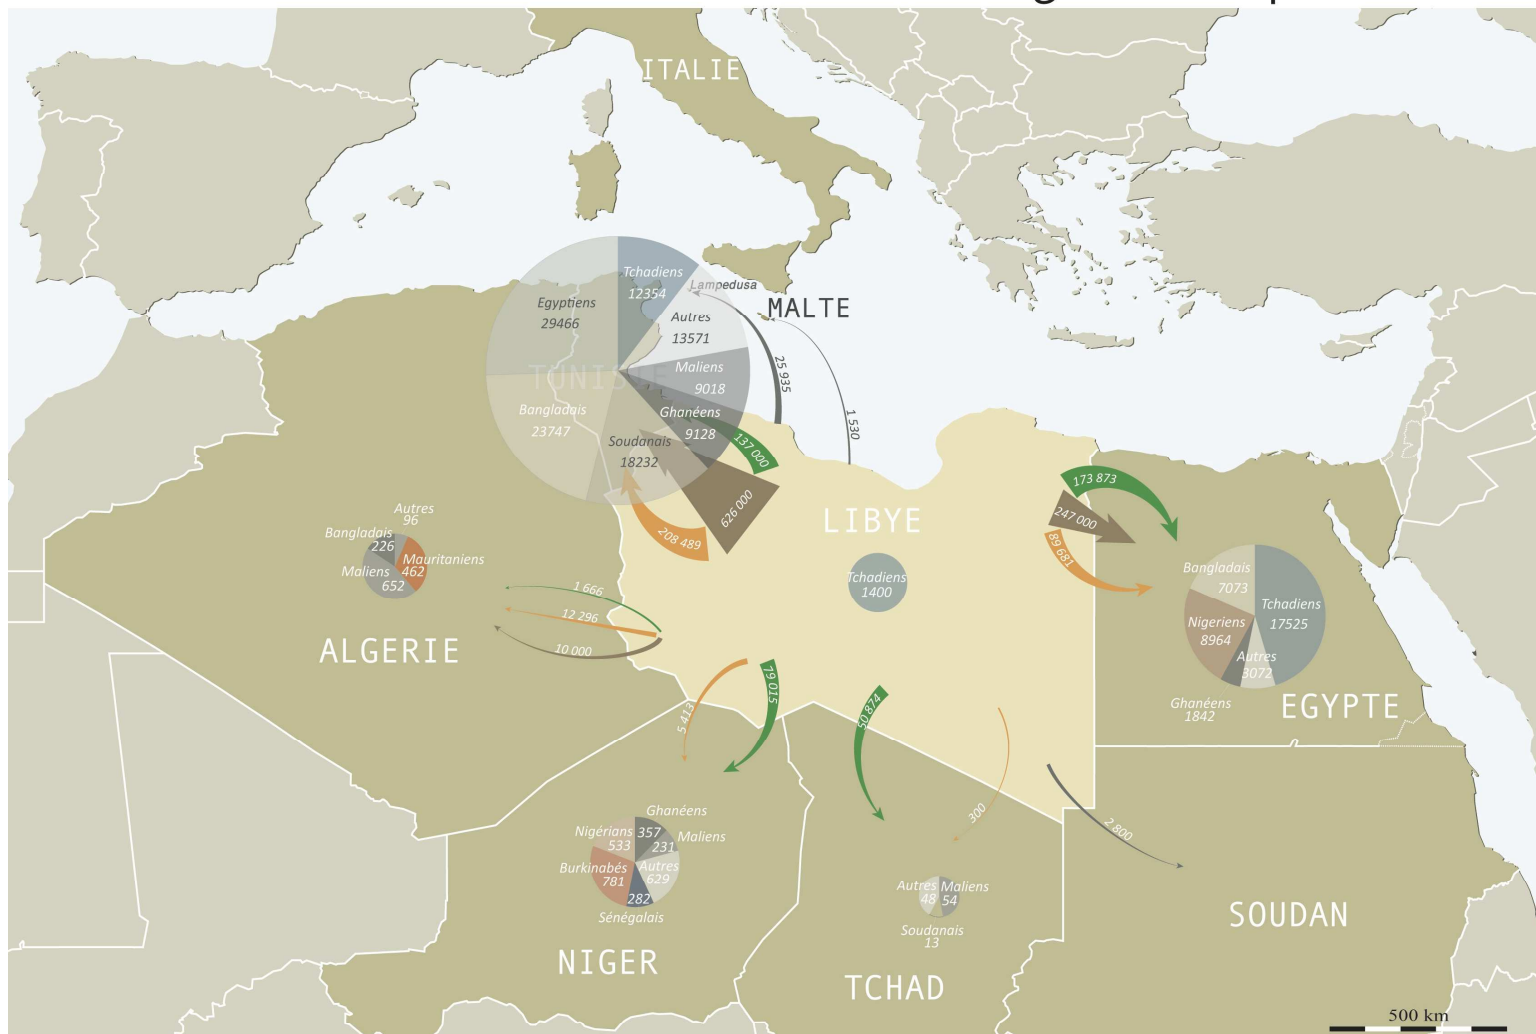 ITALIE
Tchadiens
12354
Lampedusa
Egyptiens
29466
Autres
13571
MALTE
TUNISIE
Maliens
9018
25 935
1 530
Bangladais
23747
Ghanéens
9128
Soudanais
18232
137 000
626 000
208 489
LIBYE
173 873
247 000
89 681
Autres
96
Bangladais
226
Mauritaniens
462
Maliens
652
Tchadiens
1400
Bangladais
7073
Tchadiens
17525
Nigeriens
8964
Autres
3072
Ghanéens
1842
EGYPTE
1 666
12 296
10 000
ALGERIE
5 413
79 015
50 874
300
2 800
Ghanéens
357
Nigérians
533
Maliens
231
Burkinabés
781
Autres
629
282
Sénégalais
NIGER
Autres
48
Maliens
54
Soudanais
13
TCHAD
SOUDAN
500 km